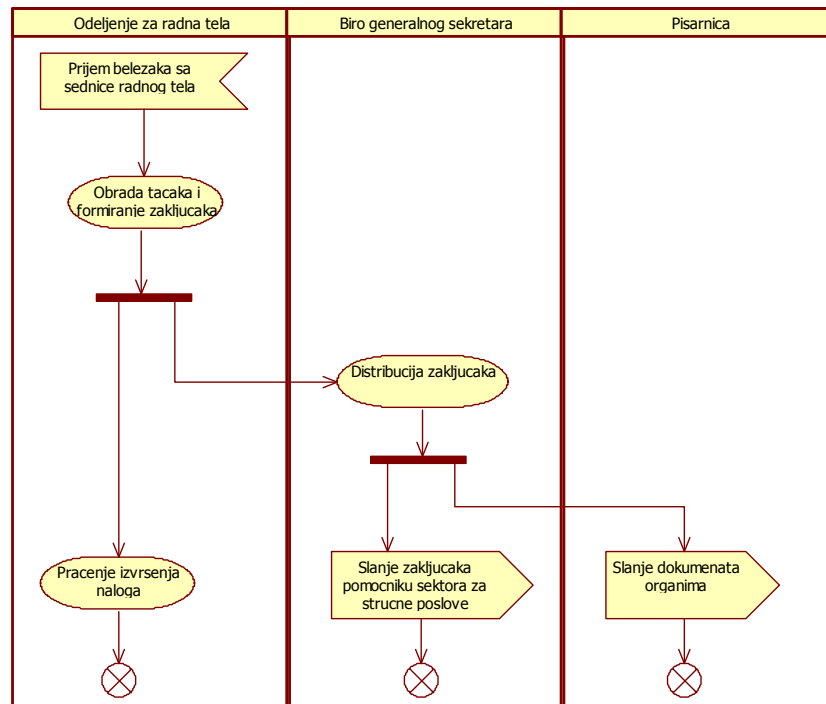 Odeljenje za radna tela
Biro generalnog sekretara
Pisarnica
Prijem belezaka sa
sednice radnog tela
Obrada tacaka i
formiranje zakljucaka
Distribucija zakljucaka
Pracenje izvrsenja
naloga
Slanje zakljucaka
pomocniku sektora za
strucne poslove
Slanje dokumenata
organima